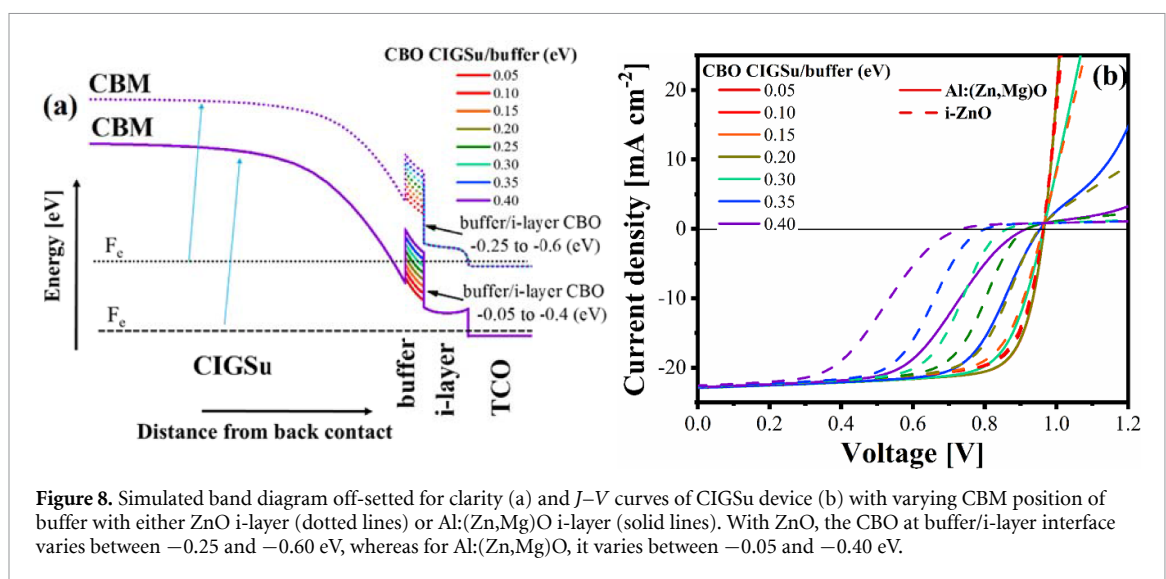 (a)
CBO CIGSu/buffer (eV)
0.05
0.10
0.15
0.20
0.25
0.30
0.35
0.40
CBM
CBM
Energy [eV]
Fe
Fe
buffer/i-layer CBO
-0.25 to -0.6 (eV)
buffer/i-layer CBO
-0.05 to -0.4 (eV)
CIGSu
buffer
i-layer
TCO
Distance from back contact
(b)
CBO CIGSu/buffer (eV)
0.05
0.10
0.15
0.20
0.30
0.35
0.40
Al:(Zn,Mg)O
i-ZnO
Current density [mA cm-2]
20
10
0
-10
-20
0.0 0.2 0.4 0.6 0.8 1.0 1.2
Voltage [V]
Figure 8. Simulated band diagram off-setted for clarity (a) and J–V curves of CIGSu device (b) with varying CBM position of
buffer with either ZnO i-layer (dotted lines) or Al:(Zn,Mg)O i-layer (solid lines). With ZnO, the CBO at buffer/i-layer interface
varies between −0.25 and −0.60 eV, whereas for Al:(Zn,Mg)O, it varies between −0.05 and −0.40 eV.